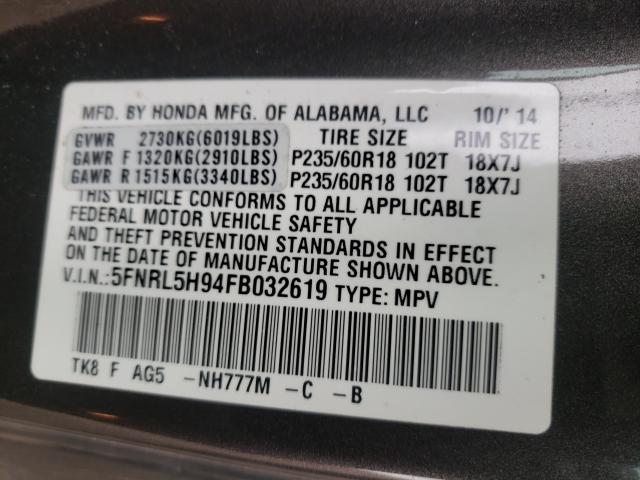 MFD. BY HONDA MFG. OF ALABAMA, LLC 10/'14
GVWR 2730KG(6019LBS) TIRE SIZE RIM SIZE
GAWR F 1320KG(2910LBS) P235/60R18 102T 18X7J
GAWR R 1515KG(3340LBS) P235/60R18 102T 18X7J
THIS VEHICLE CONFORMS TO ALL APPLICABLE
FEDERAL MOTOR VEHICLE SAFETY
AND THEFT PREVENTION STANDARDS IN EFFECT
ON THE DATE OF MANUFACTURE SHOWN ABOVE.
V.I.N.:5FNRL5H94FB032619 TYPE: MPV
TK8 F AG5 -NH777M -C -B